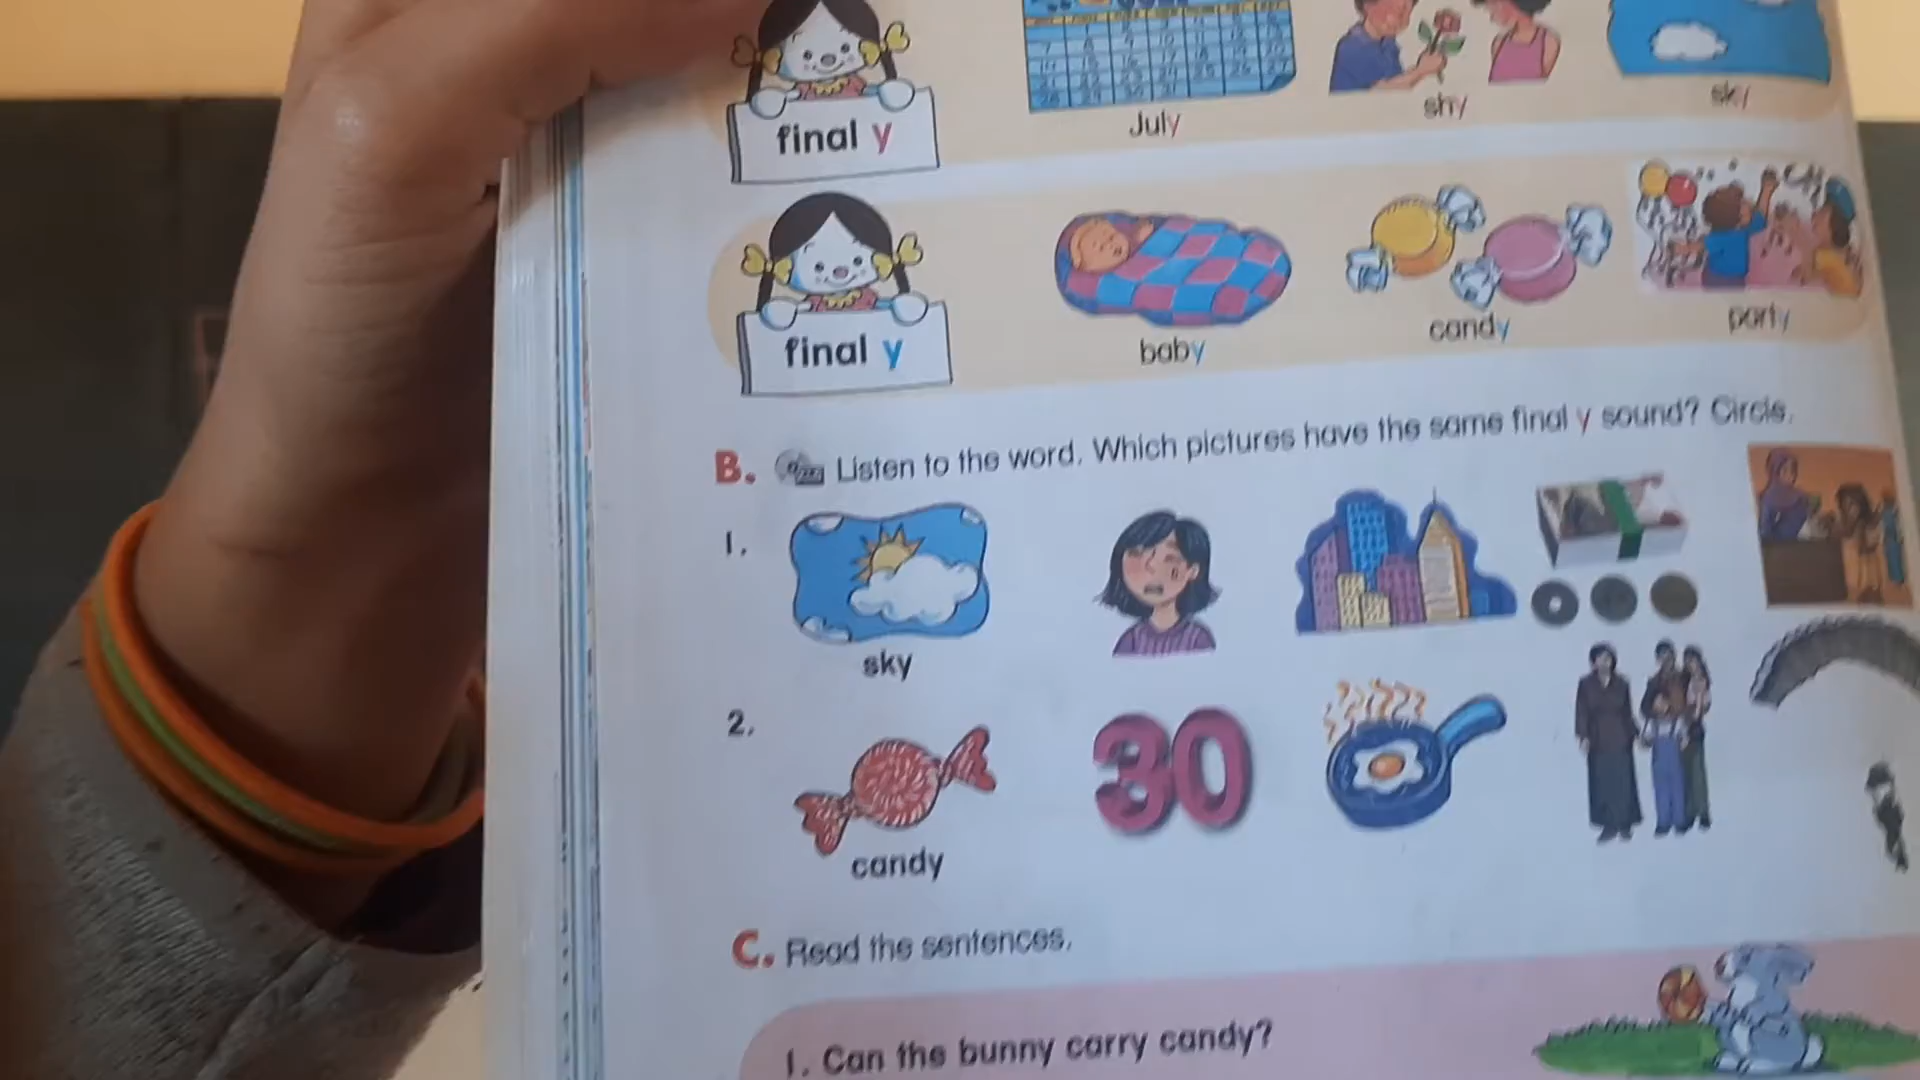 final y
July
shy
sky
final y
baby
candy
party
B. Listen to the word. Which pictures have the same final y sound? Circle.
1.
sky
2.
30
candy
C. Read the sentences.
1. Can the bunny carry candy?